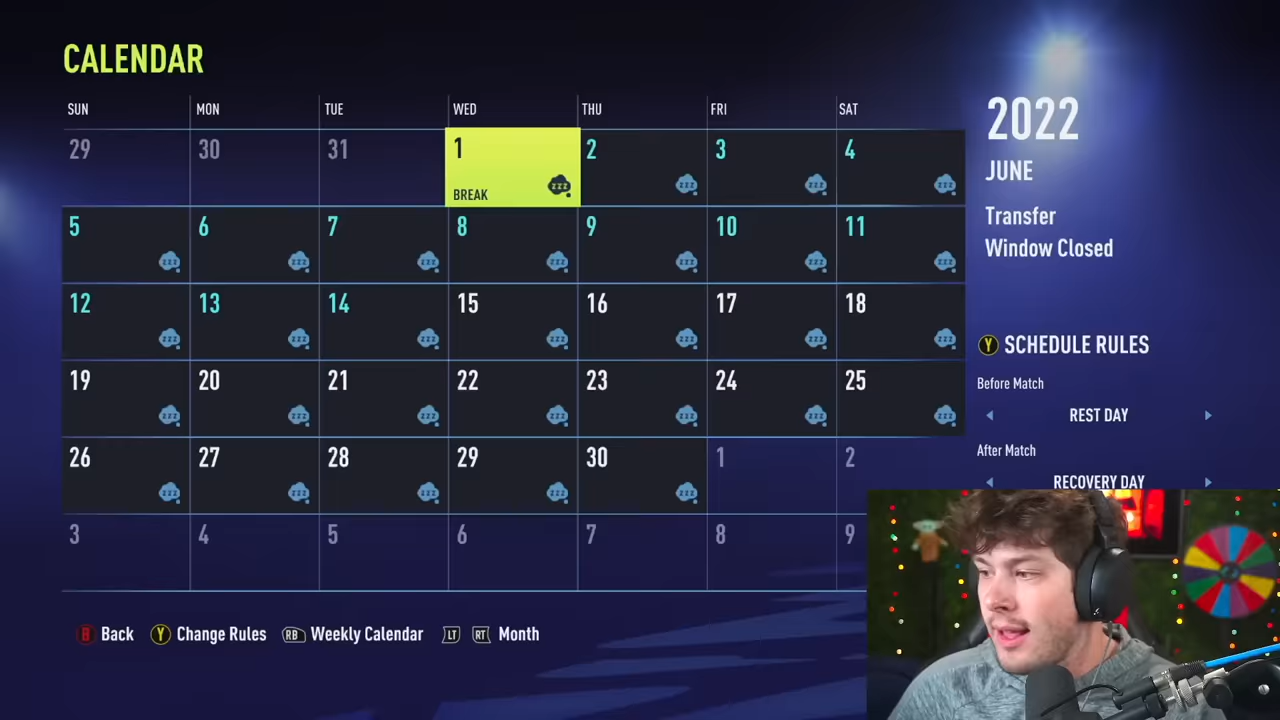 CALENDAR
SUN MON TUE WED THU FRI SAT
29 30 31 1 2 3 4
BREAK
5 6 7 8 9 10 11
12 13 14 15 16 17 18
19 20 21 22 23 24 25
26 27 28 29 30 1 2
3 4 5 6 7 8 9
2022
JUNE
Transfer
Window Closed
Y SCHEDULE RULES
Before Match
REST DAY
After Match
RECOVERY DAY
B Back Y Change Rules RB Weekly Calendar LT RT Month